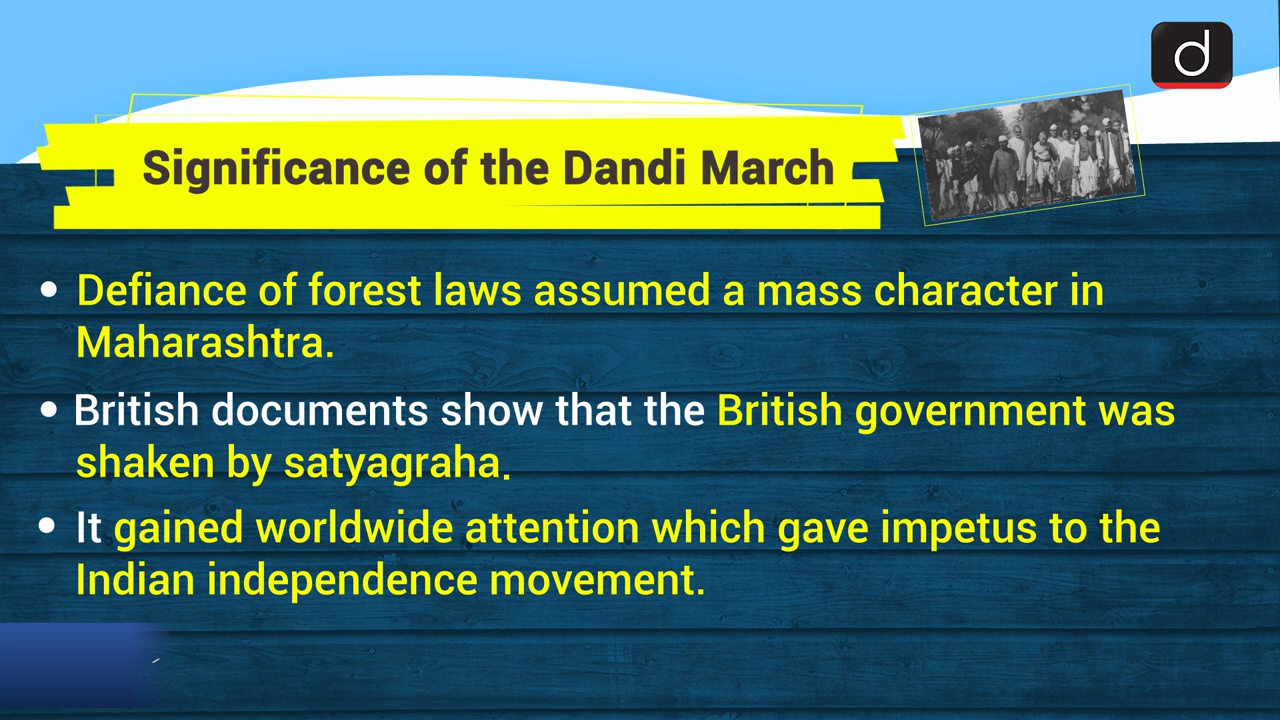 d
Significance of the Dandi March
• Defiance of forest laws assumed a mass character in
Maharashtra.
• British documents show that the British government was
shaken by satyagraha.
• It gained worldwide attention which gave impetus to the
Indian independence movement.